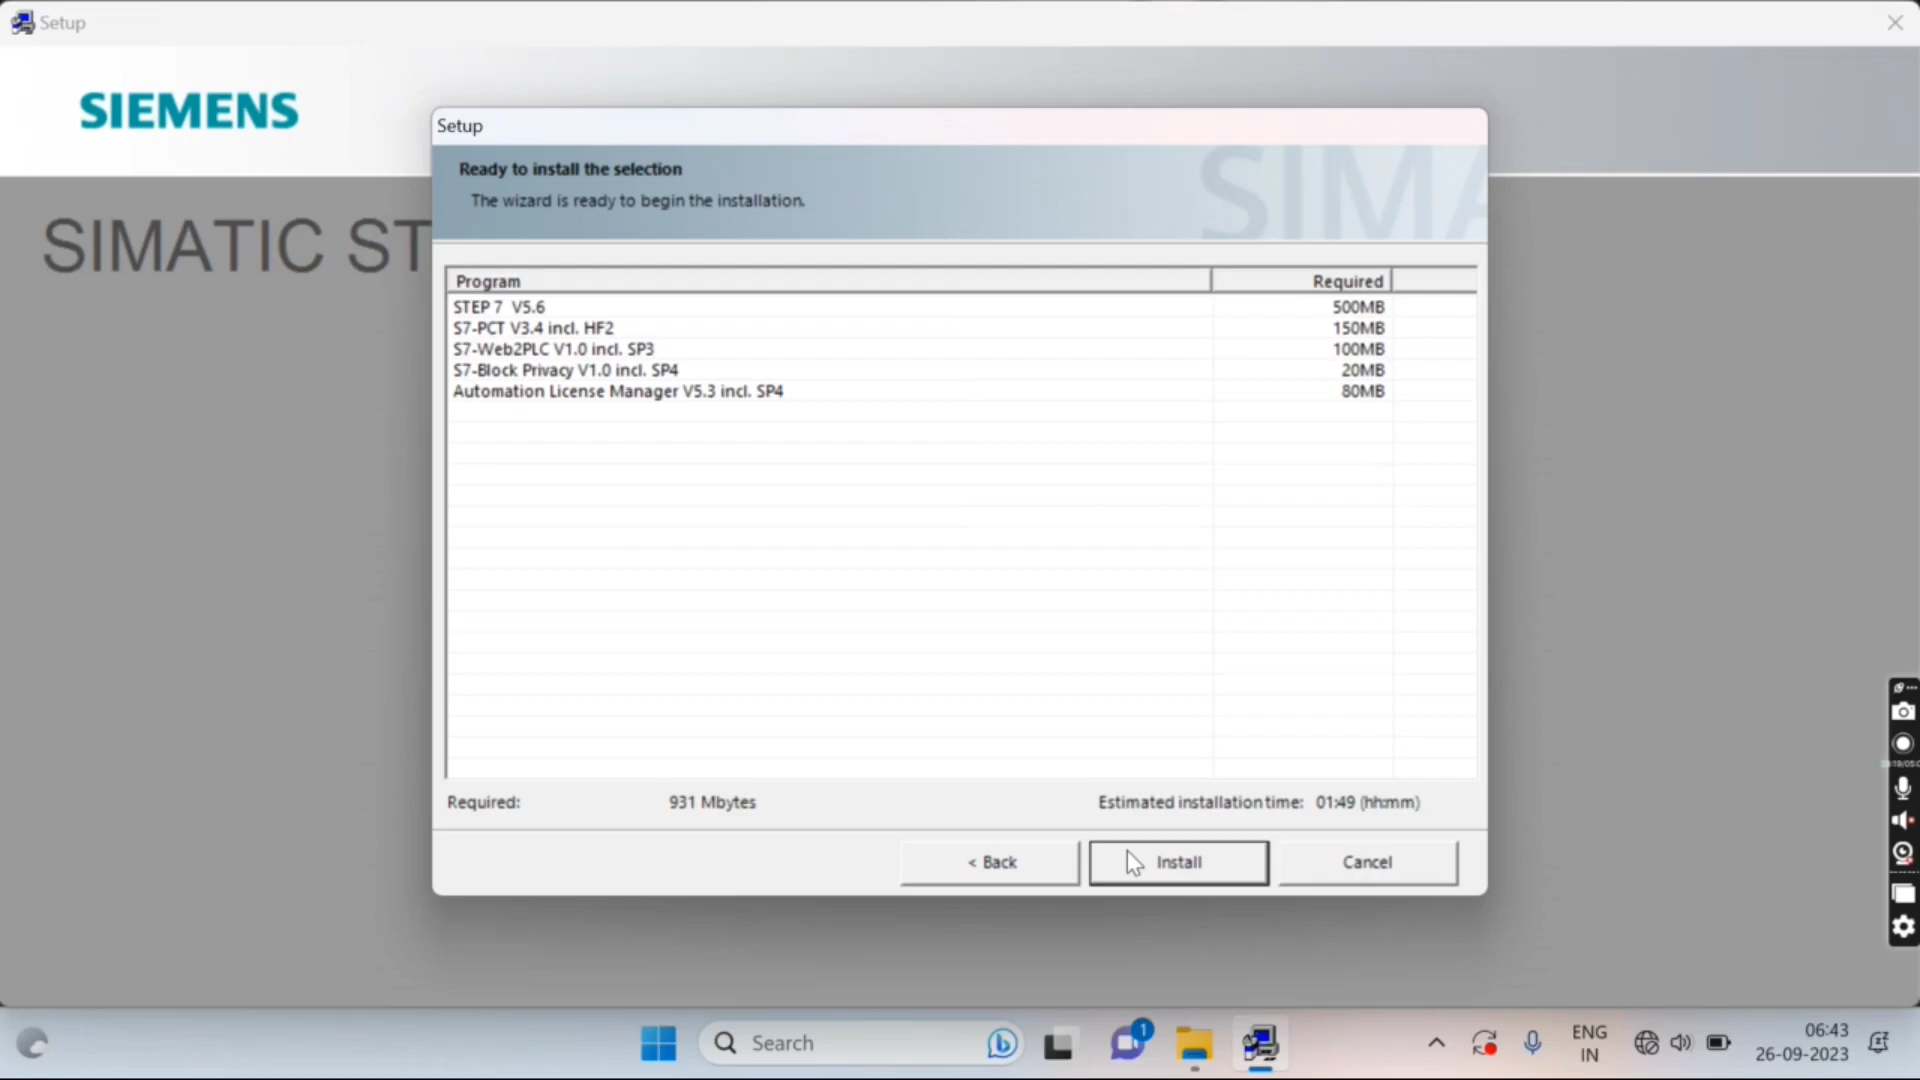 Setup
SIEMENS
SIMATIC ST
Setup
Ready to install the selection
The wizard is ready to begin the installation.
SIMA
Program Required
STEP 7 V5.6 500MB
S7-PCT V3.4 incl. HF2 150MB
S7-Web2PLC V1.0 incl. SP3 100MB
S7-Block Privacy V1.0 incl. SP4 20MB
Automation License Manager V5.3 incl. SP4 80MB
Required: 931 Mbytes Estimated installation time: 01:49 (hh:mm)
< Back Install Cancel
Search
1
ENG
IN
06:43
26-09-2023